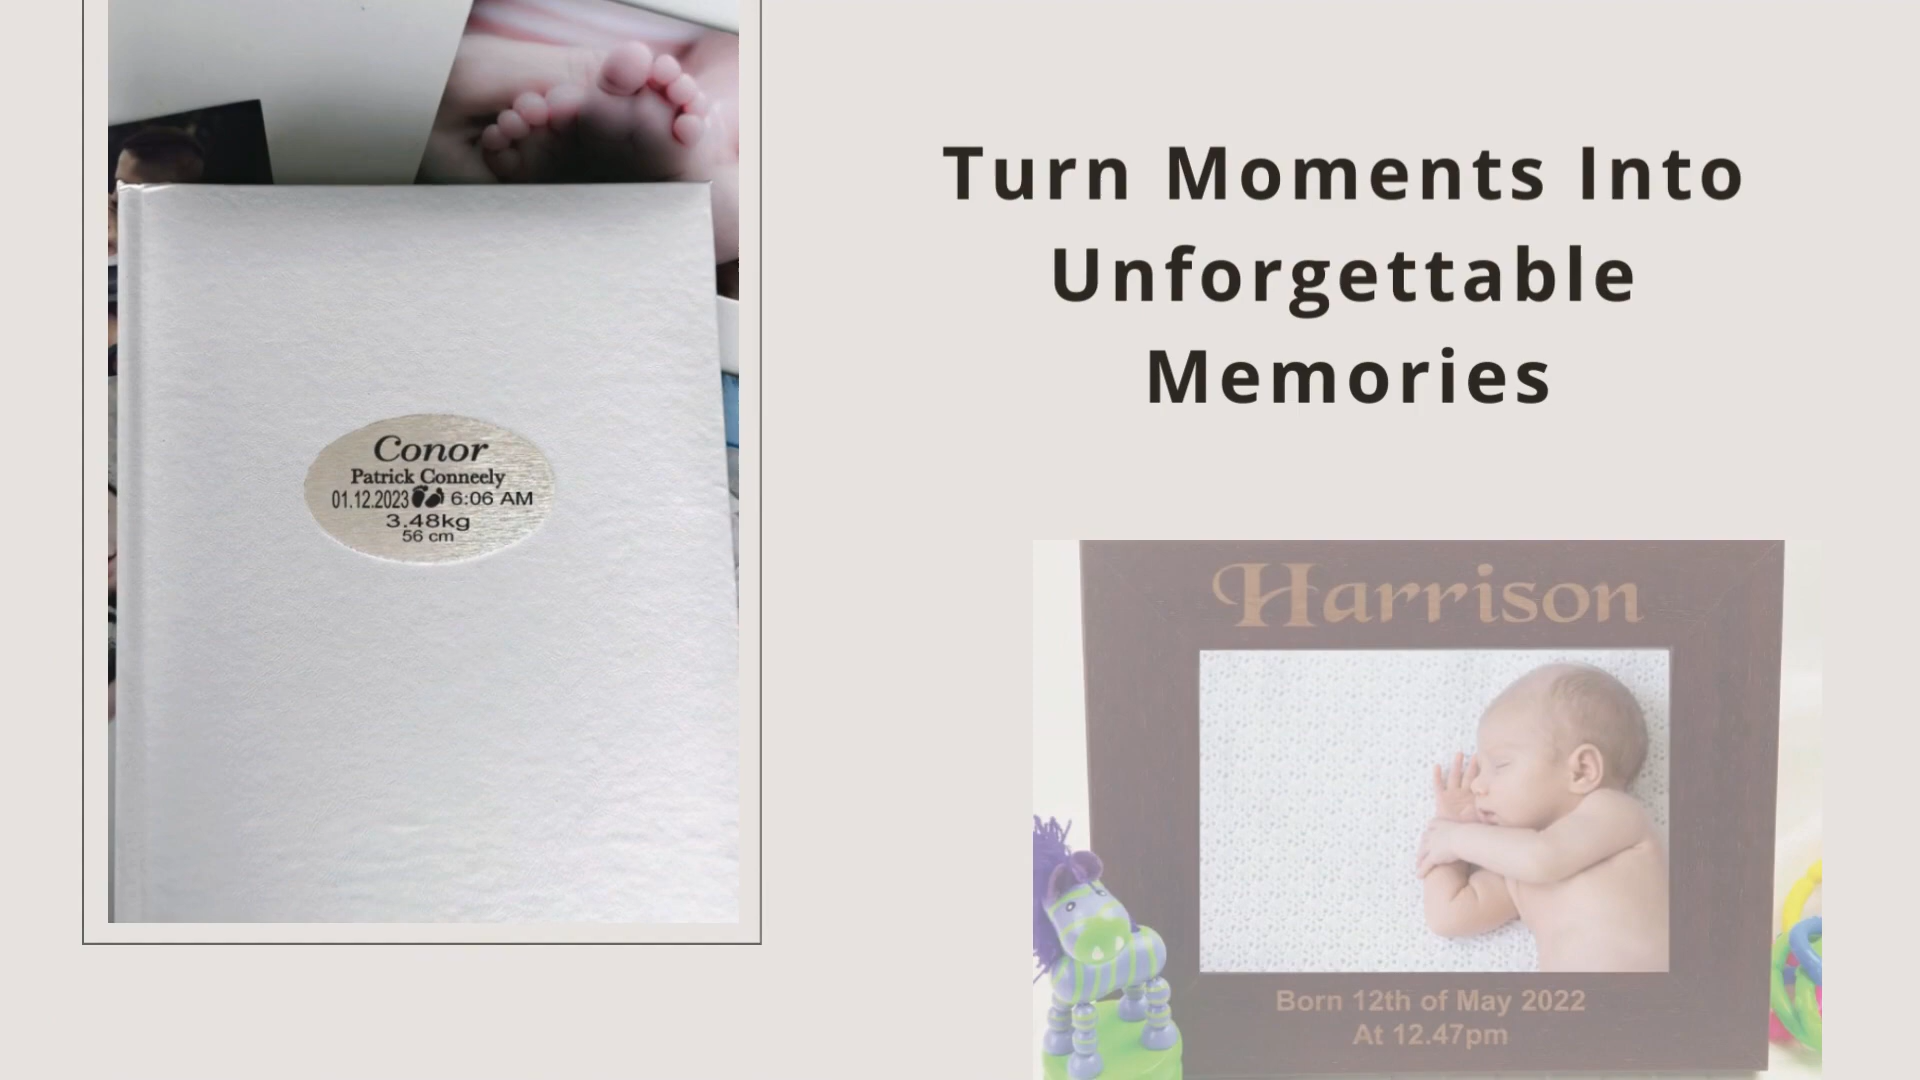 Conor
Patrick Conneely
01.12.2023 6:06 AM
3.48kg
56 cm
Turn Moments Into
Unforgettable
Memories
Harrison
Born 12th of May 2022
At 12.47pm